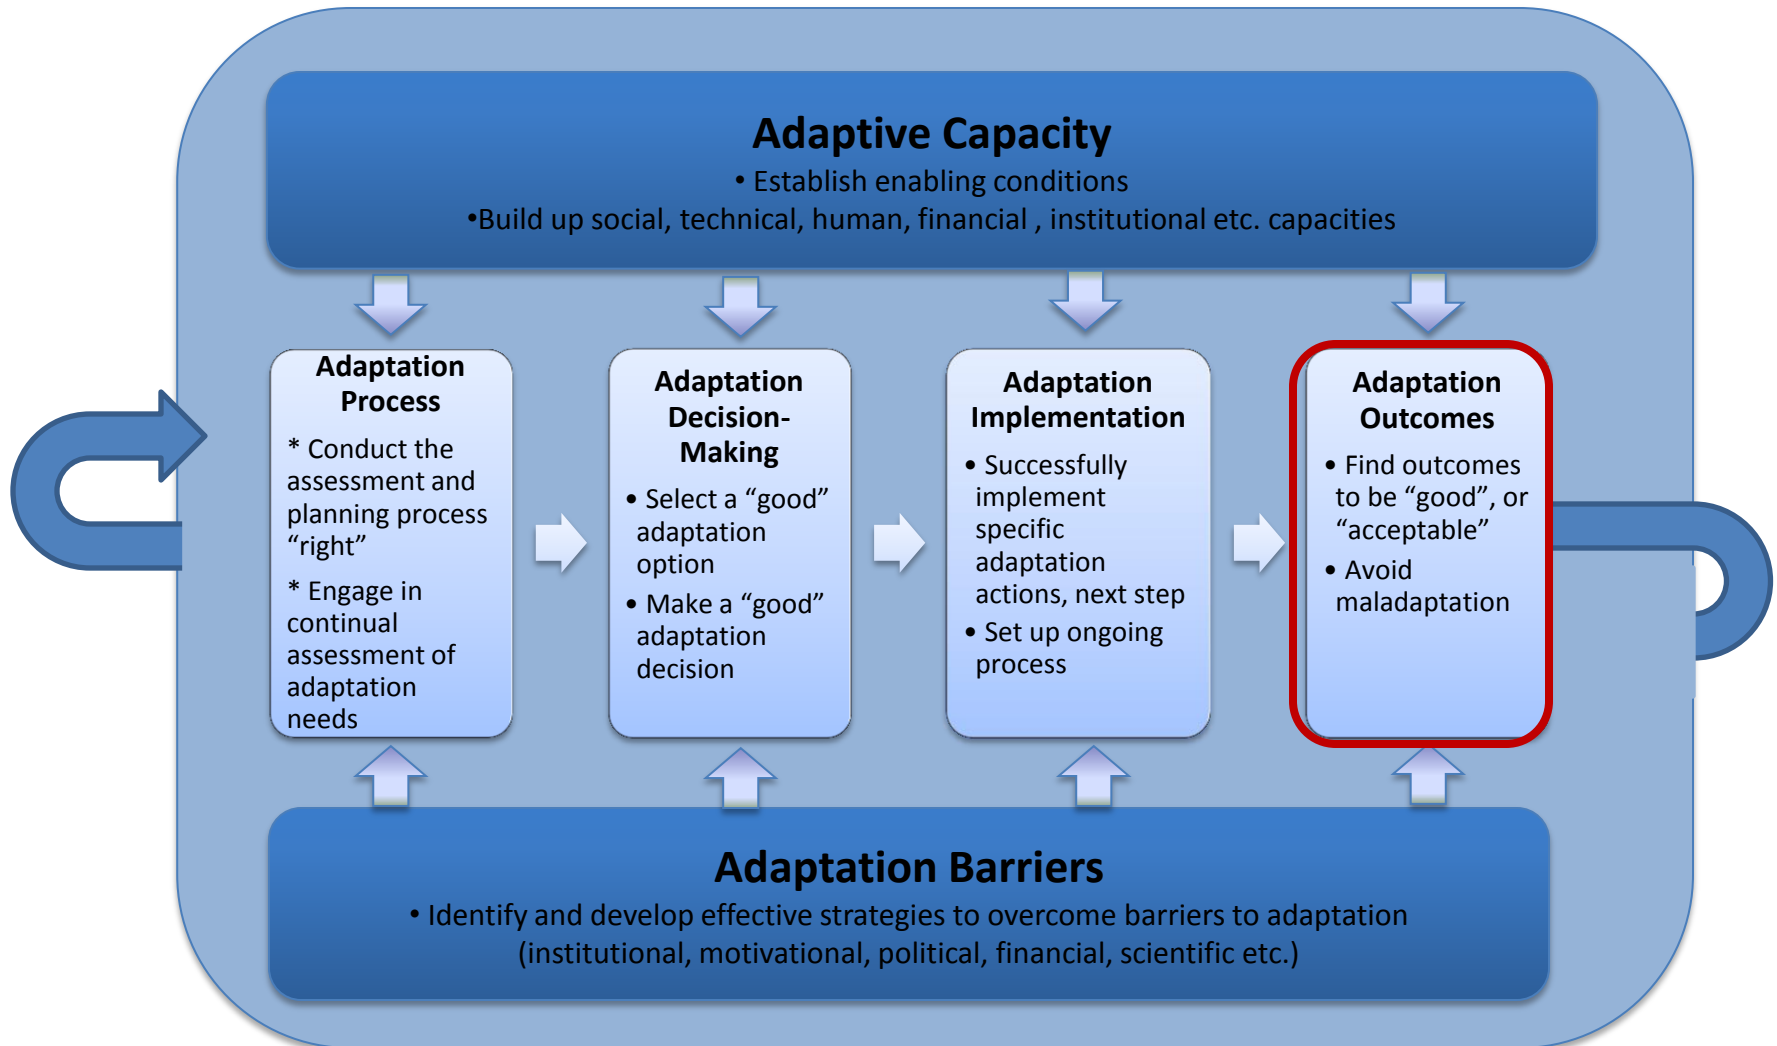 Adaptive Capacity
• Establish enabling conditions
•Build up social, technical, human, financial , institutional etc. capacities
Adaptation
Process
* Conduct the
assessment and
planning process
“right”
* Engage in
continual
assessment of
adaptation
needs
Adaptation
Decision-
Making
• Select a “good”
adaptation
option
• Make a “good”
adaptation
decision
Adaptation
Implementation
• Successfully
implement
specific
adaptation
actions, next step
• Set up ongoing
process
Adaptation
Outcomes
• Find outcomes
to be “good”, or
“acceptable”
• Avoid
maladaptation
Adaptation Barriers
• Identify and develop effective strategies to overcome barriers to adaptation
(institutional, motivational, political, financial, scientific etc.)